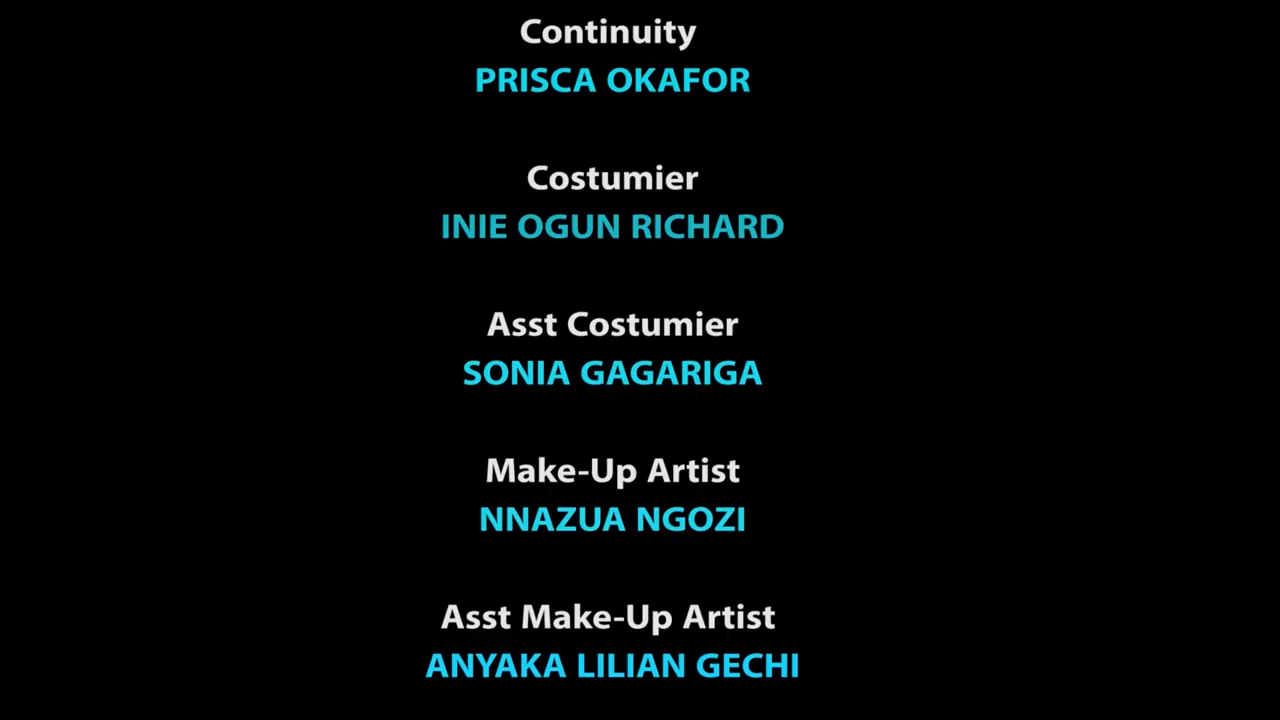 Continuity
PRISCA OKAFOR
Costumier
INIE OGUN RICHARD
Asst Costumier
SONIA GAGARIGA
Make-Up Artist
NNAZUA NGOZI
Asst Make-Up Artist
ANYAKA LILIAN GECHI